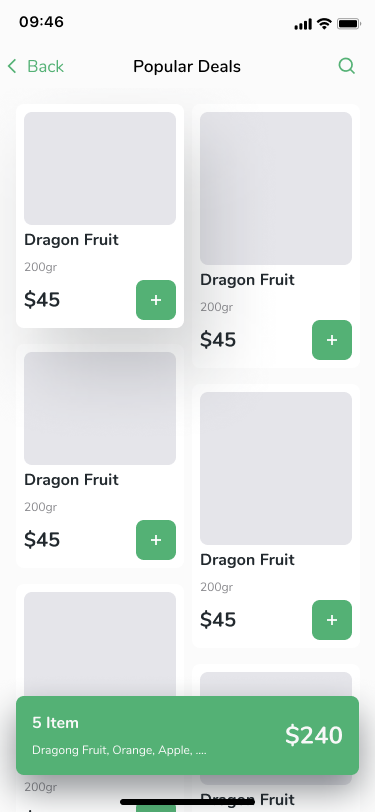 09:46
Back
Popular Deals
Dragon Fruit
200gr
$45
+
Dragon Fruit
200gr
$45
+
Dragon Fruit
200gr
$45
+
Dragon Fruit
200gr
$45
+
5 Item
Dragong Fruit, Orange, Apple, ....
$240
200gr
Dragon Fruit